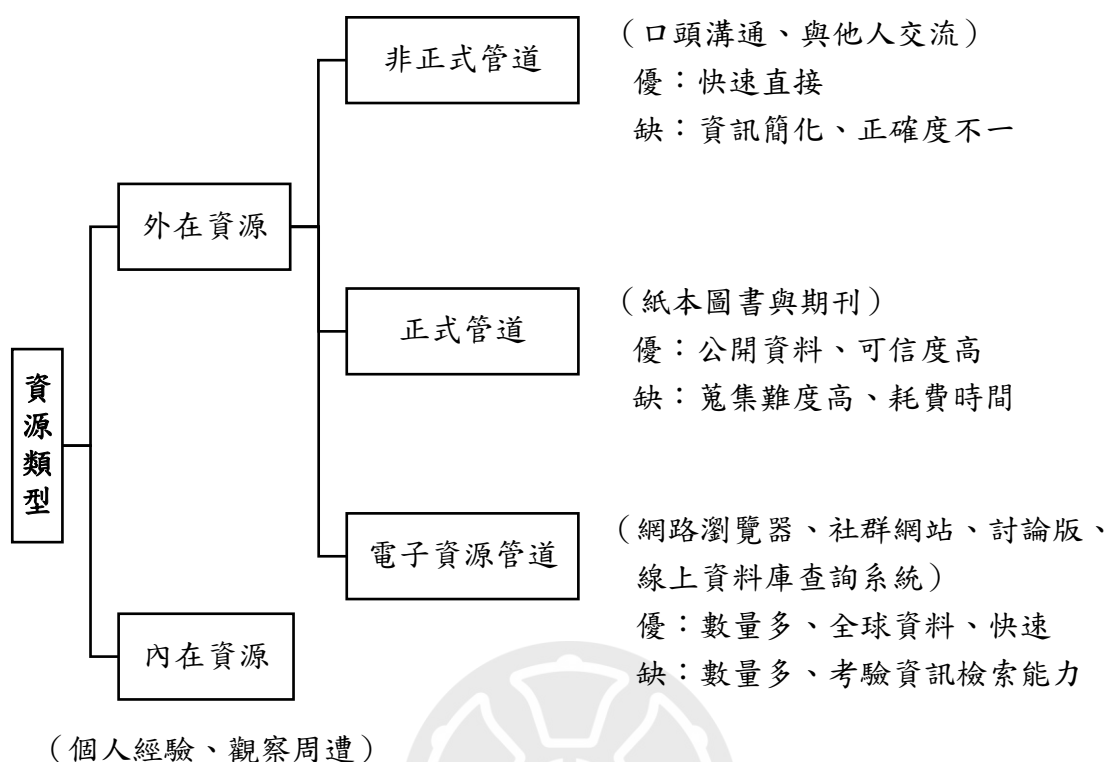 資源類型
外在資源
非正式管道
（口頭溝通、與他人交流）
優：快速直接
缺：資訊簡化、正確度不一
正式管道
（紙本圖書與期刊）
優：公開資料、可信度高
缺：蒐集難度高、耗費時間
電子資源管道
（網路瀏覽器、社群網站、討論版、
線上資料庫查詢系統）
優：數量多、全球資料、快速
缺：數量多、考驗資訊檢索能力
內在資源
（個人經驗、觀察周遭）